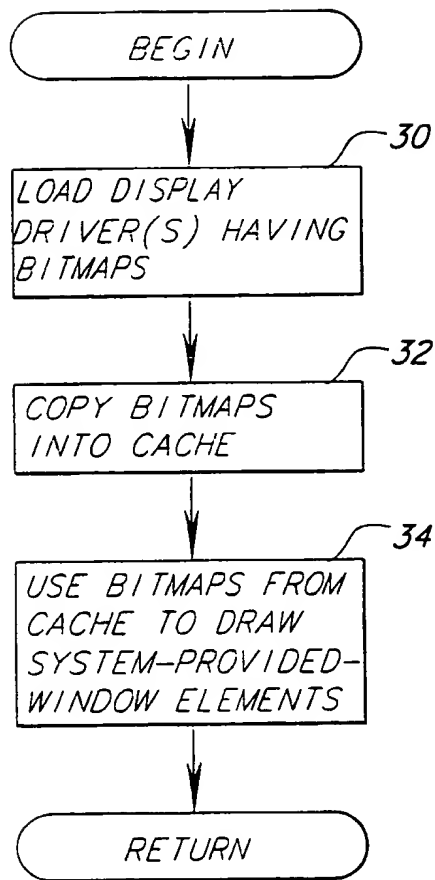 BEGIN
30
LOAD DISPLAY
DRIVER(S) HAVING
BITMAPS
32
COPY BITMAPS
INTO CACHE
34
USE BITMAPS FROM
CACHE TO DRAW
SYSTEM-PROVIDED-
WINDOW ELEMENTS
RETURN